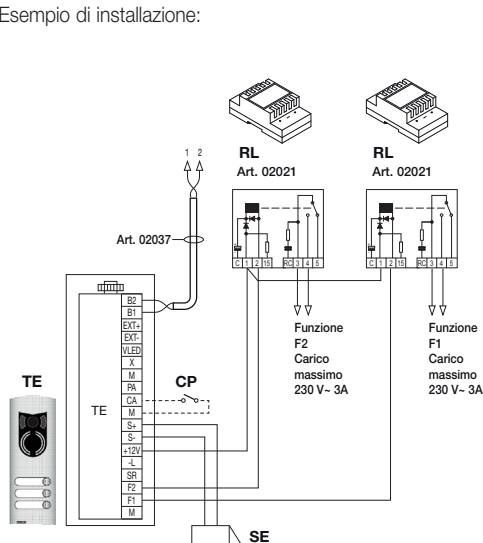 Esempio di installazione:
RL
Art. 02021
RL
Art. 02021
1 2
Art. 02037
C 1 2 15 RC 3 4 5
C 1 2 15 RC 3 4 5
Funzione
F2
Carico
massimo
230 V~ 3A
Funzione
F1
Carico
massimo
230 V~ 3A
TE
TE
B2
B1
EXT+
EXT-
VLED
X
M
PA
CA
M
S+
S-
+12V
-L
SR
F2
F1
M
CP
SE